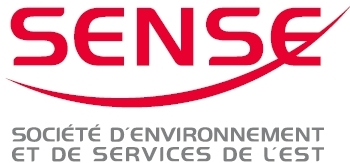 SENSE
SOCIÉTÉ D'ENVIRONNEMENT
ET DE SERVICES DE L'EST